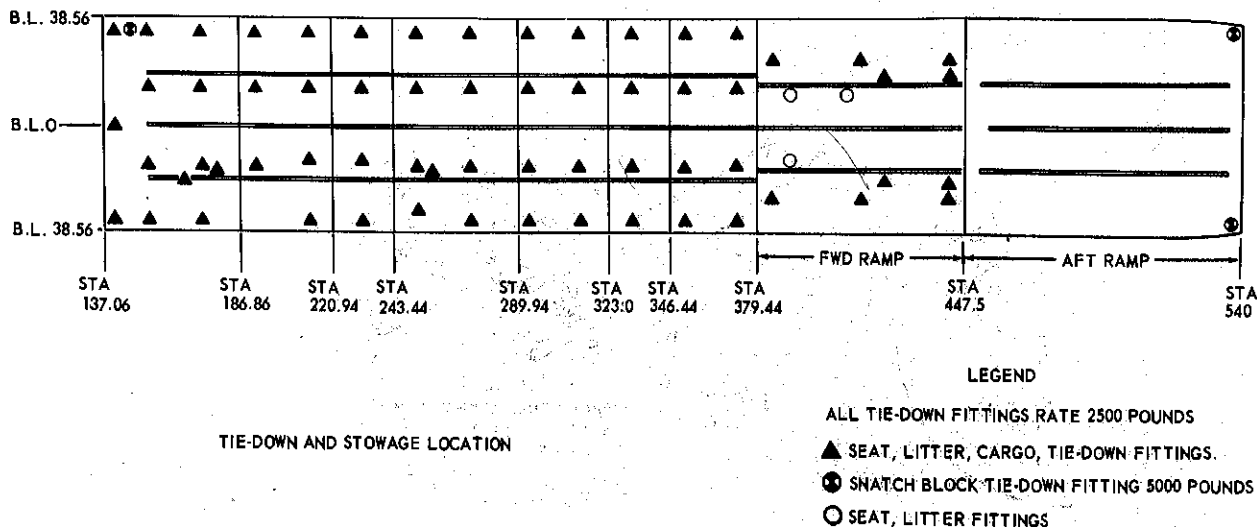 B.L. 38.56
B.L.O
B.L. 38.56
FWD RAMP
AFT RAMP
STA
137.06
STA
186.86
STA
220.94
STA
243.44
STA
289.94
STA
323.0
STA
346.44
STA
379.44
STA
447.5
STA
540
LEGEND
ALL TIE-DOWN FITTINGS RATE 2500 POUNDS
TIE-DOWN AND STOWAGE LOCATION
SEAT, LITTER, CARGO, TIE-DOWN FITTINGS.
SNATCH BLOCK TIE-DOWN FITTING 5000 POUNDS
SEAT, LITTER FITTINGS